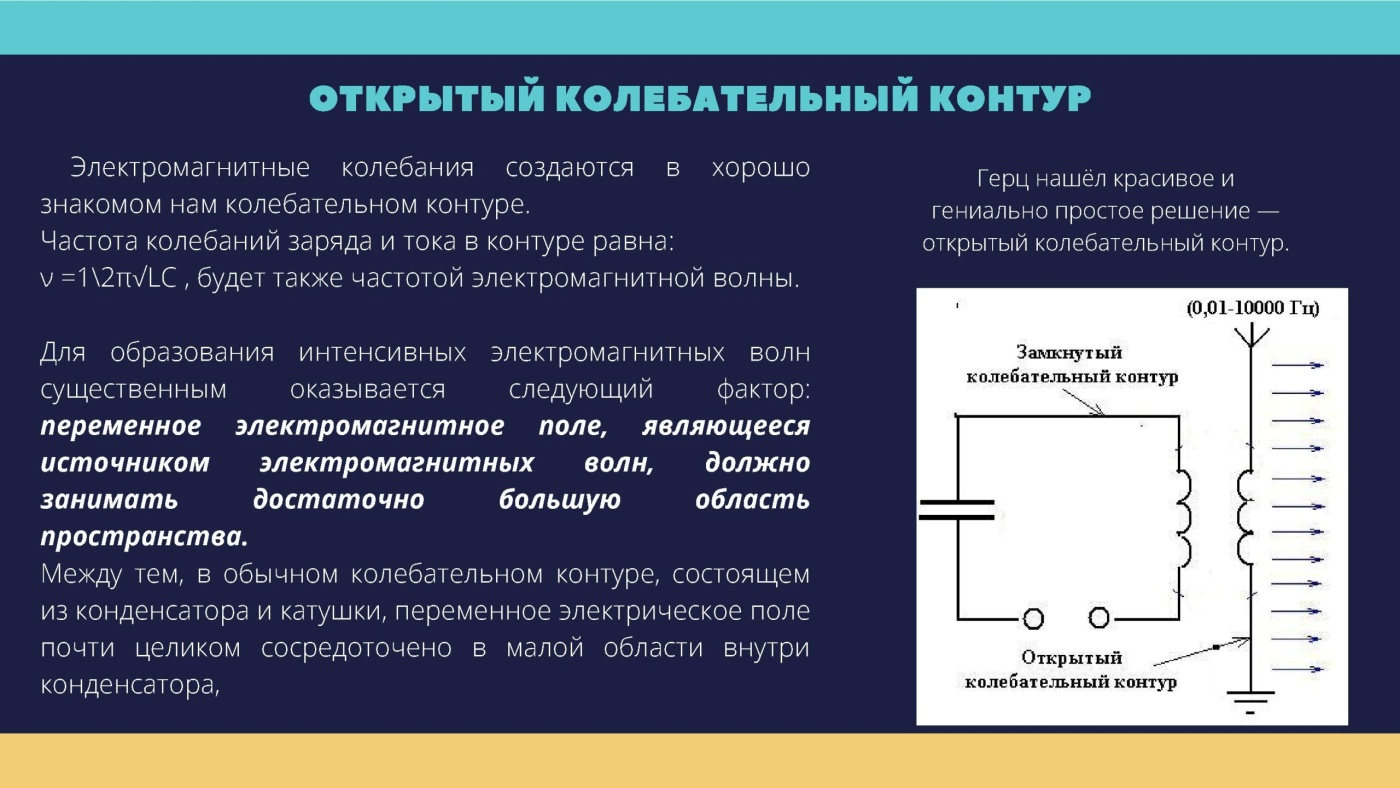 ОТКРЫТЫЙ КОЛЕБАТЕЛЬНЫЙ КОНТУР
Электромагнитные колебания создаются в хорошо
знакомом нам колебательном контуре.
Частота колебаний заряда и тока в контуре равна:
ν =1\2π√LC , будет также частотой электромагнитной волны.
Для образования интенсивных электромагнитных волн
существенным оказывается следующий фактор:
переменное электромагнитное поле, являющееся
источником электромагнитных волн, должно
занимать достаточно большую область
пространства.
Между тем, в обычном колебательном контуре, состоящем
из конденсатора и катушки, переменное электрическое поле
почти целиком сосредоточено в малой области внутри
конденсатора,
Герц нашёл красивое и
гениально простое решение —
открытый колебательный контур.
(0,01-10000 Гц)
Замкнутый
колебательный контур
Открытый
колебательный контур